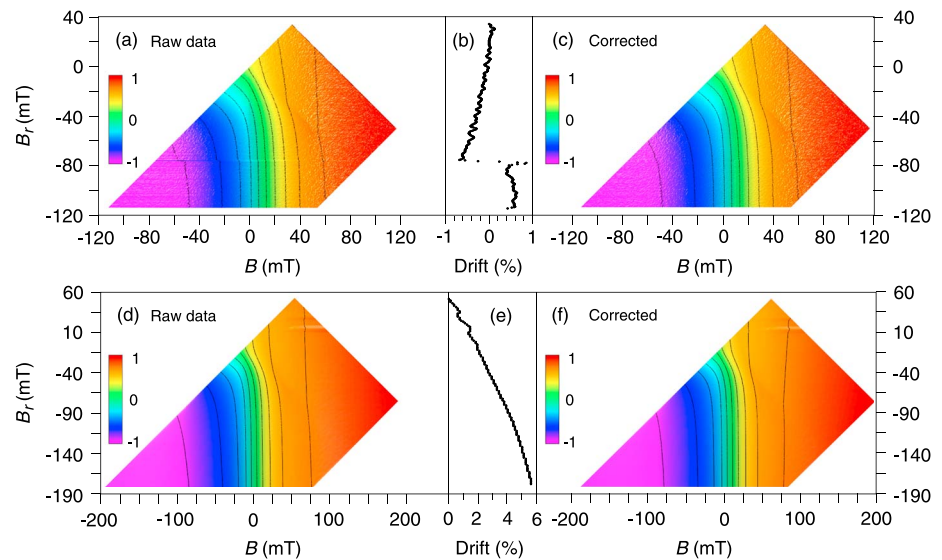 (a) Raw data
(b)
(c) Corrected
40
0
-40
-80
-120
Br (mT)
1
0
-1
1
0
-1
40
0
-40
-80
-120
Br (mT)
-120 -80 -40 0 40 80 120
B (mT)
-1 0 1
Drift (%)
-120 -80 -40 0 40 80 120
B (mT)
(d) Raw data
(e)
(f) Corrected
60
10
-40
-90
-140
-190
Br (mT)
1
0
-1
1
0
-1
60
10
-40
-90
-140
-190
Br (mT)
-200 -100 0 100 200
B (mT)
0 2 4 6
Drift (%)
-200 -100 0 100 200
B (mT)